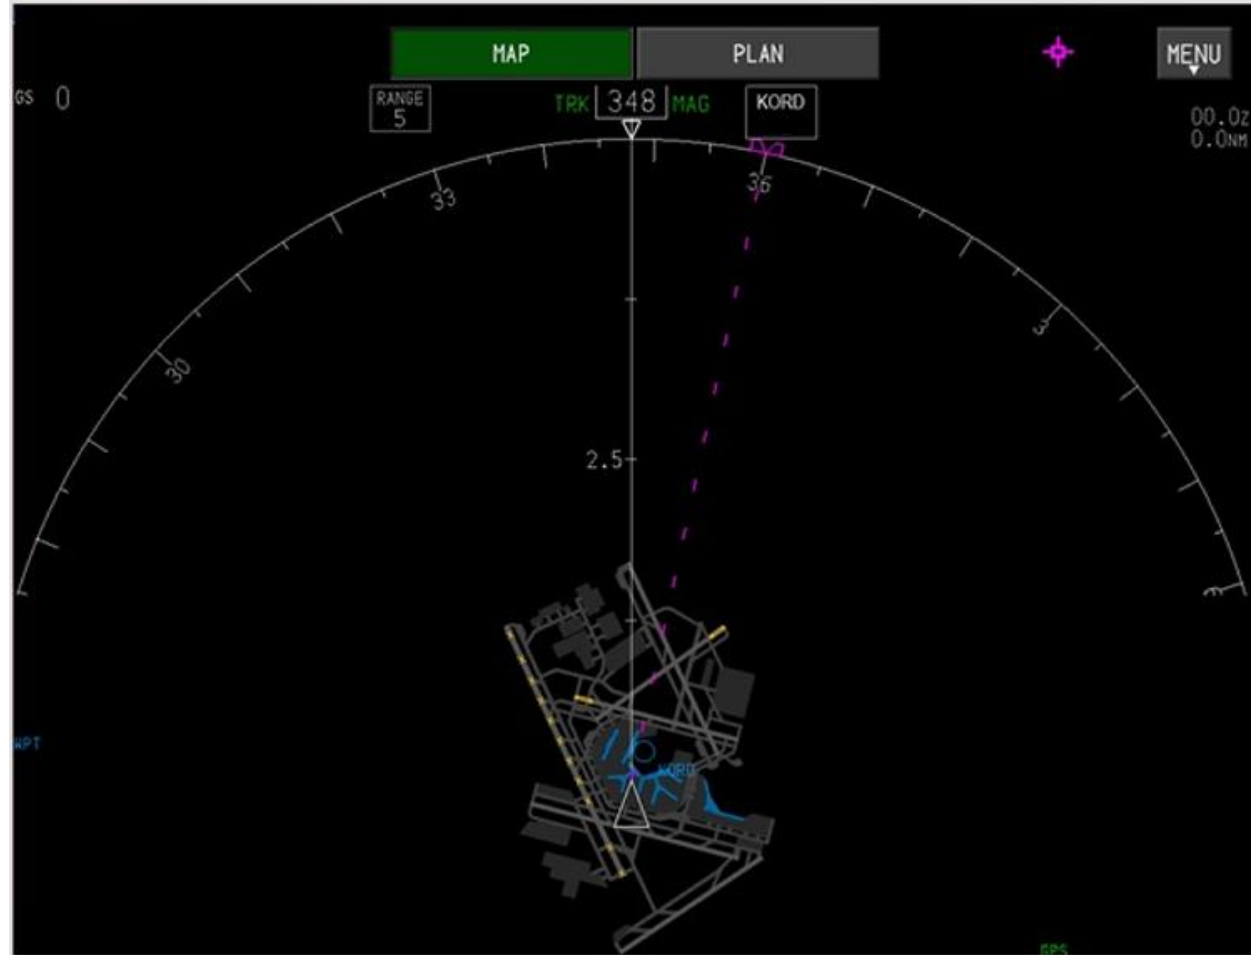 MAP PLAN MENU
GS 0
RANGE
5
TRK 348 MAG
KORD
00.0Z
0.0NM
33
36
30
3
2.5
WPT
KORD
GPS